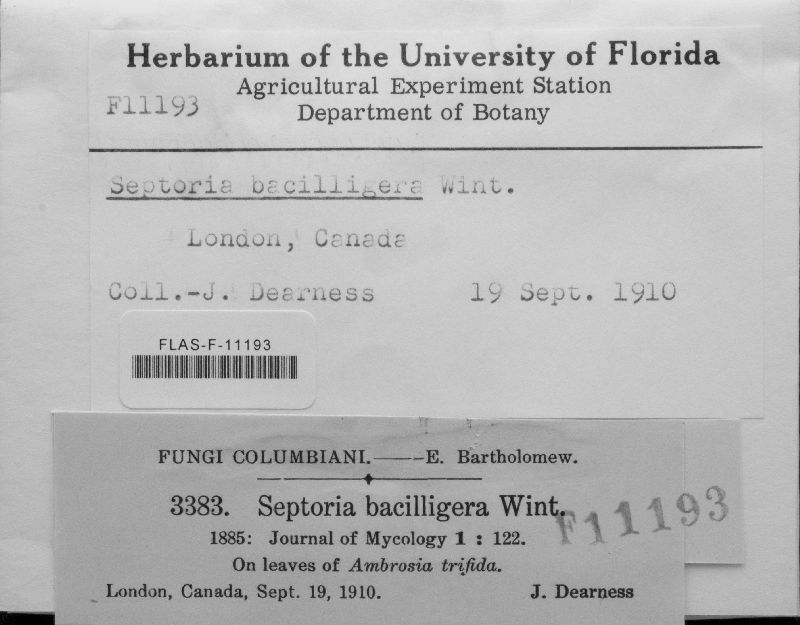 Herbarium of the University of Florida
Agricultural Experiment Station
F11193
Department of Botany
Septoria bacilligera Wint.
London, Canada
Coll.-J. Dearness 19 Sept. 1910
FLAS-F-11193
FUNGI COLUMBIANI.——E. Bartholomew.
3383. Septoria bacilligera Wint.
F11193
1885: Journal of Mycology 1 : 122.
On leaves of Ambrosia trifida.
London, Canada, Sept. 19, 1910. J. Dearness